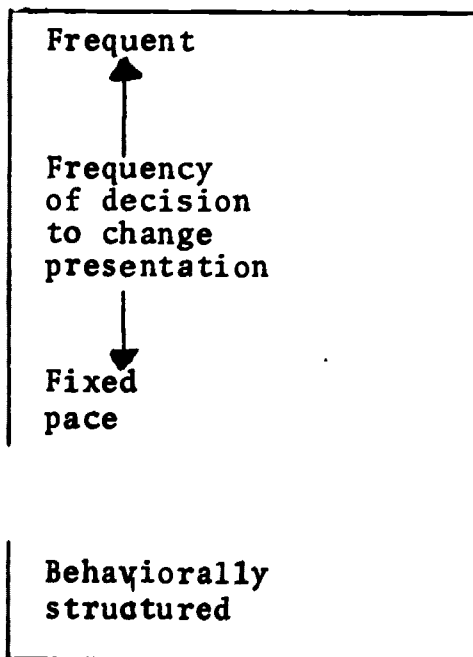 Frequent
Frequency
of decision
to change
presentation
Fixed
pace
Behaviorally
structured